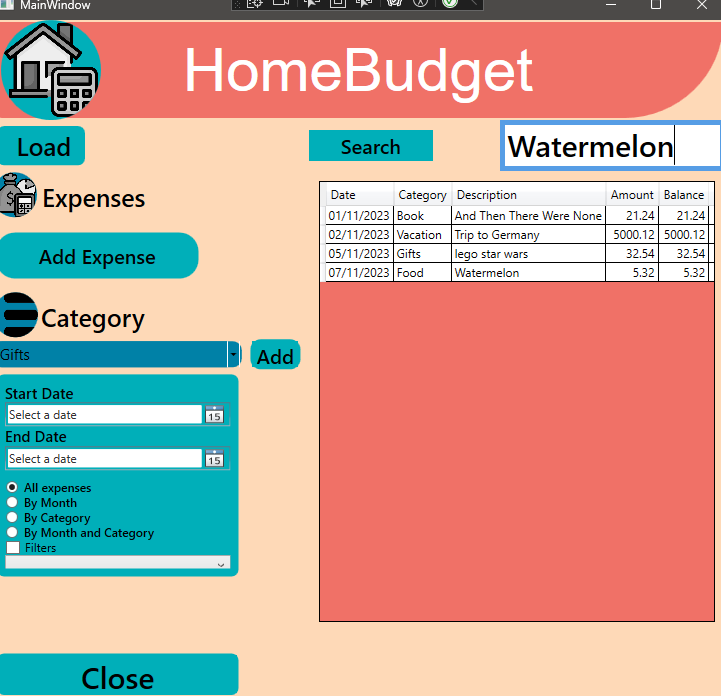 MainWindow
HomeBudget
Load
Search
Watermelon
Expenses
Add Expense
Category
Gifts
Add
Start Date
Select a date
15
End Date
Select a date
15
All expenses
By Month
By Category
By Month and Category
Filters
Close
Date Category Description Amount Balance
01/11/2023 Book And Then There Were None 21.24 21.24
02/11/2023 Vacation Trip to Germany 5000.12 5000.12
05/11/2023 Gifts lego star wars 32.54 32.54
07/11/2023 Food Watermelon 5.32 5.32